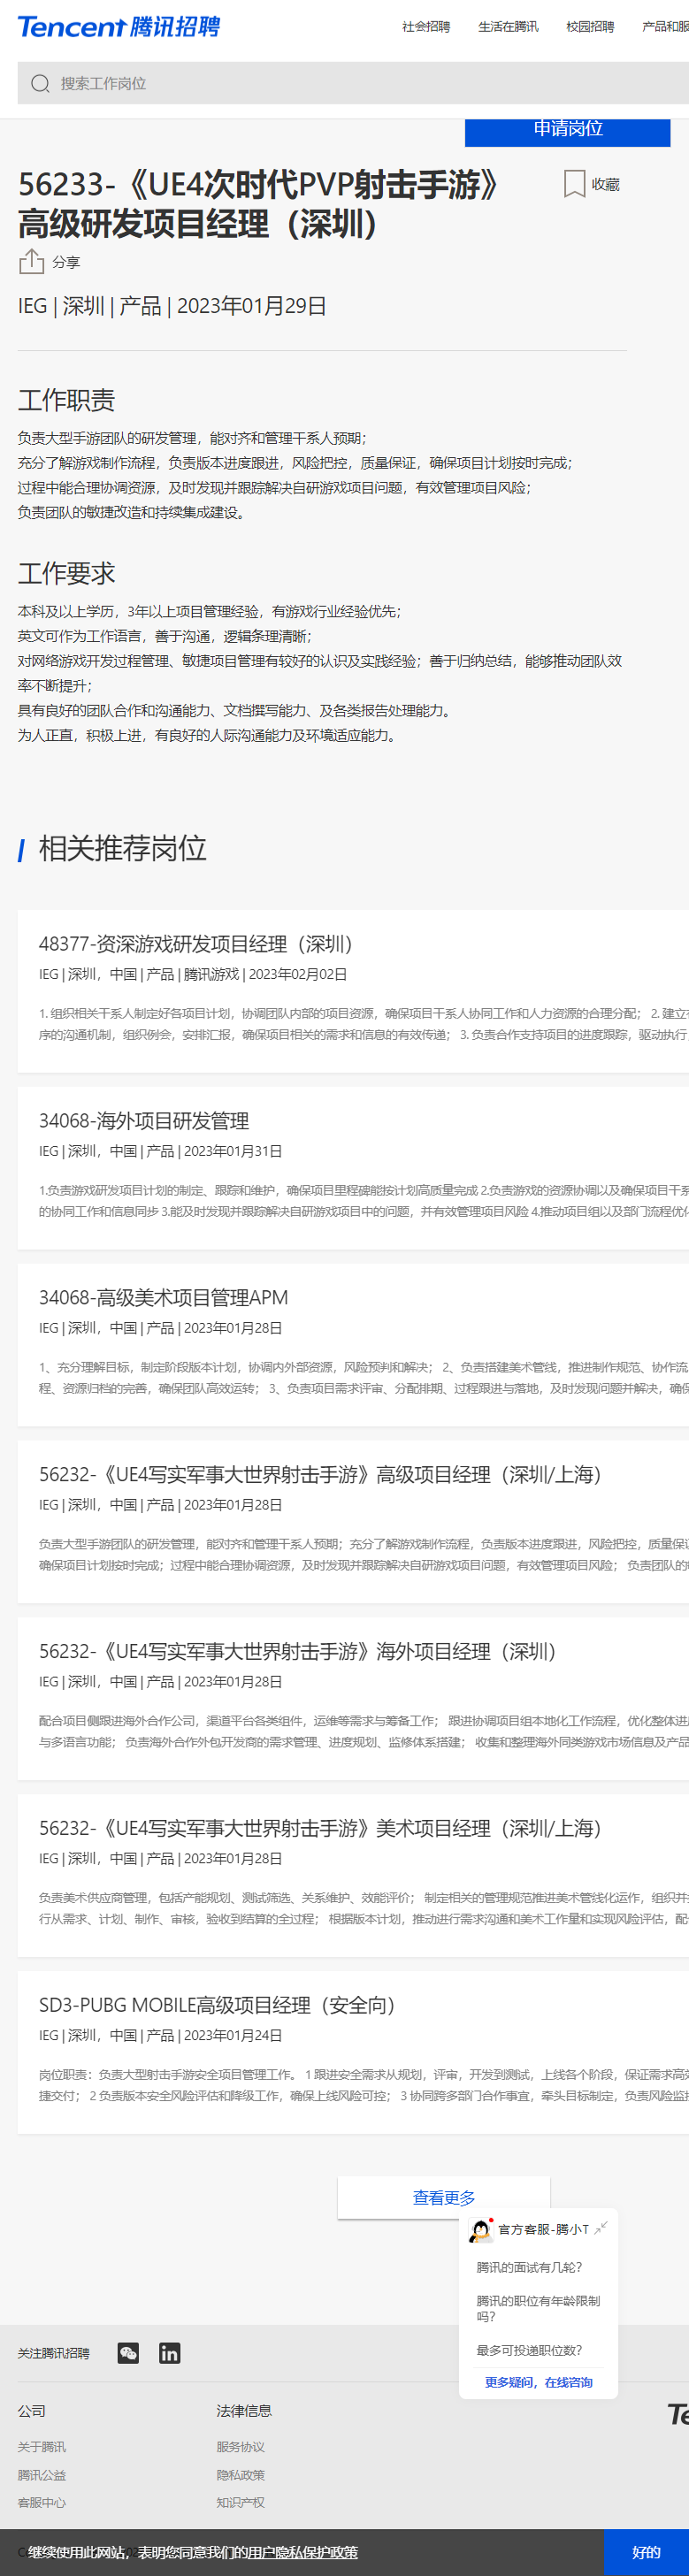 Tencent 腾讯招聘
社会招聘 生活在腾讯 校园招聘 产品和服
搜索工作岗位
申请岗位
56233-《UE4次时代PVP射击手游》
高级研发项目经理（深圳）
收藏
分享
IEG | 深圳 | 产品 | 2023年01月29日
工作职责
负责大型手游团队的研发管理，能对齐和管理干系人预期；
充分了解游戏制作流程，负责版本进度跟进，风险把控，质量保证，确保项目计划按时完成；
过程中能合理协调资源，及时发现并跟踪解决自研游戏项目问题，有效管理项目风险；
负责团队的敏捷改造和持续集成建设。
工作要求
本科及以上学历，3年以上项目管理经验，有游戏行业经验优先；
英文可作为工作语言，善于沟通，逻辑条理清晰；
对网络游戏开发过程管理、敏捷项目管理有较好的认识及实践经验；善于归纳总结，能够推动团队效
率不断提升；
具有良好的团队合作和沟通能力、文档撰写能力、及各类报告处理能力。
为人正直，积极上进，有良好的人际沟通能力及环境适应能力。
相关推荐岗位
48377-资深游戏研发项目经理（深圳）
IEG | 深圳，中国 | 产品 | 腾讯游戏 | 2023年02月02日
1. 组织相关干系人制定好各项目计划，协调团队内部的项目资源，确保项目干系人协同工作和人力资源的合理分配； 2. 建立有
序的沟通机制，组织例会，安排汇报，确保项目相关的需求和信息的有效传递； 3. 负责合作支持项目的进度跟踪，驱动执行，
34068-海外项目研发管理
IEG | 深圳，中国 | 产品 | 2023年01月31日
1.负责游戏研发项目计划的制定、跟踪和维护，确保项目里程碑能按计划高质量完成 2.负责游戏的资源协调以及确保项目干系
的协同工作和信息同步 3.能及时发现并跟踪解决自研游戏项目中的问题，并有效管理项目风险 4.推动项目组以及部门流程优化
34068-高级美术项目管理APM
IEG | 深圳，中国 | 产品 | 2023年01月28日
1、充分理解目标，制定阶段版本计划，协调内外部资源，风险预判和解决； 2、负责搭建美术管线，推进制作规范、协作流
程、资源归档的完善，确保团队高效运转； 3、负责项目需求评审、分配排期、过程跟进与落地，及时发现问题并解决，确保
56232-《UE4写实军事大世界射击手游》高级项目经理（深圳/上海）
IEG | 深圳，中国 | 产品 | 2023年01月28日
负责大型手游团队的研发管理，能对齐和管理干系人预期；充分了解游戏制作流程，负责版本进度跟进，风险把控，质量保证
确保项目计划按时完成；过程中能合理协调资源，及时发现并跟踪解决自研游戏项目问题，有效管理项目风险； 负责团队的敏
56232-《UE4写实军事大世界射击手游》海外项目经理（深圳）
IEG | 深圳，中国 | 产品 | 2023年01月28日
配合项目侧跟进海外合作公司，渠道平台各类组件，运维等需求与筹备工作； 跟进协调项目组本地化工作流程，优化整体进度
与多语言功能； 负责海外合作外包开发商的需求管理、进度规划、监修体系搭建； 收集和整理海外同类游戏市场信息及产品
56232-《UE4写实军事大世界射击手游》美术项目经理（深圳/上海）
IEG | 深圳，中国 | 产品 | 2023年01月28日
负责美术供应商管理，包括产能规划、测试筛选、关系维护、效能评价； 制定相关的管理规范推进美术管线化运作，组织并
行从需求、计划、制作、审核，验收到结算的全过程； 根据版本计划，推动进行需求沟通和美术工作量和实现风险评估，配
SD3-PUBG MOBILE高级项目经理（安全向）
IEG | 深圳，中国 | 产品 | 2023年01月24日
岗位职责：负责大型射击手游安全项目管理工作。 1 跟进安全需求从规划，评审，开发到测试，上线各个阶段，保证需求高效
捷交付； 2 负责版本安全风险评估和降级工作，确保上线风险可控； 3 协同跨多部门合作事宜，牵头目标制定，负责风险监控
查看更多
官方客服-腾小T
腾讯的面试有几轮？
腾讯的职位有年龄限制
吗？
最多可投递职位数？
更多疑问，在线咨询
关注腾讯招聘
公司 法律信息
关于腾讯 服务协议
腾讯公益 隐私政策
客服中心 知识产权
继续使用此网站，表明您同意我们的用户隐私保护政策 好的